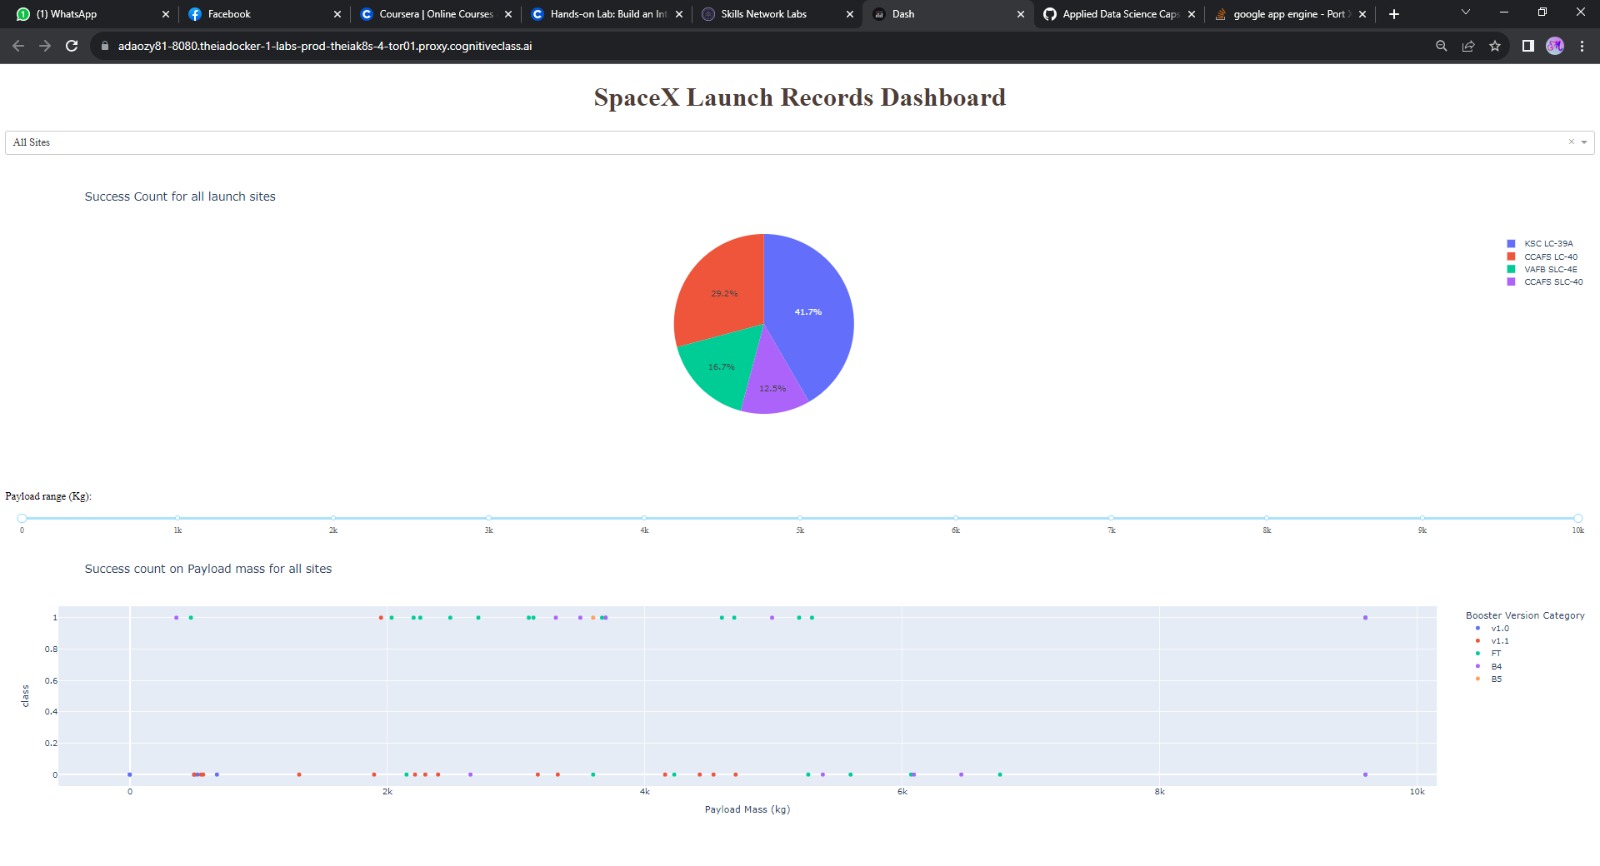 (1) WhatsApp
Facebook
Coursera | Online Courses
Hands-on Lab: Build an Int
Skills Network Labs
Dash
Applied Data Science Caps
google app engine - Port
adaozy81-8080.theiadocker-1-labs-prod-theiak8s-4-tor01.proxy.cognitiveclass.ai
SpaceX Launch Records Dashboard
All Sites
Success Count for all launch sites
KSC LC-39A
CCAFS LC-40
VAFB SLC-4E
CCAFS SLC-40
29.2%
41.7%
16.7%
12.5%
Payload range (Kg):
0 1k 2k 3k 4k 5k 6k 7k 8k 9k 10k
Success count on Payload mass for all sites
1
0.8
0.6
0.4
0.2
0
class
0 2k 4k 6k 8k 10k
Payload Mass (kg)
Booster Version Category
v1.0
v1.1
FT
B4
B5